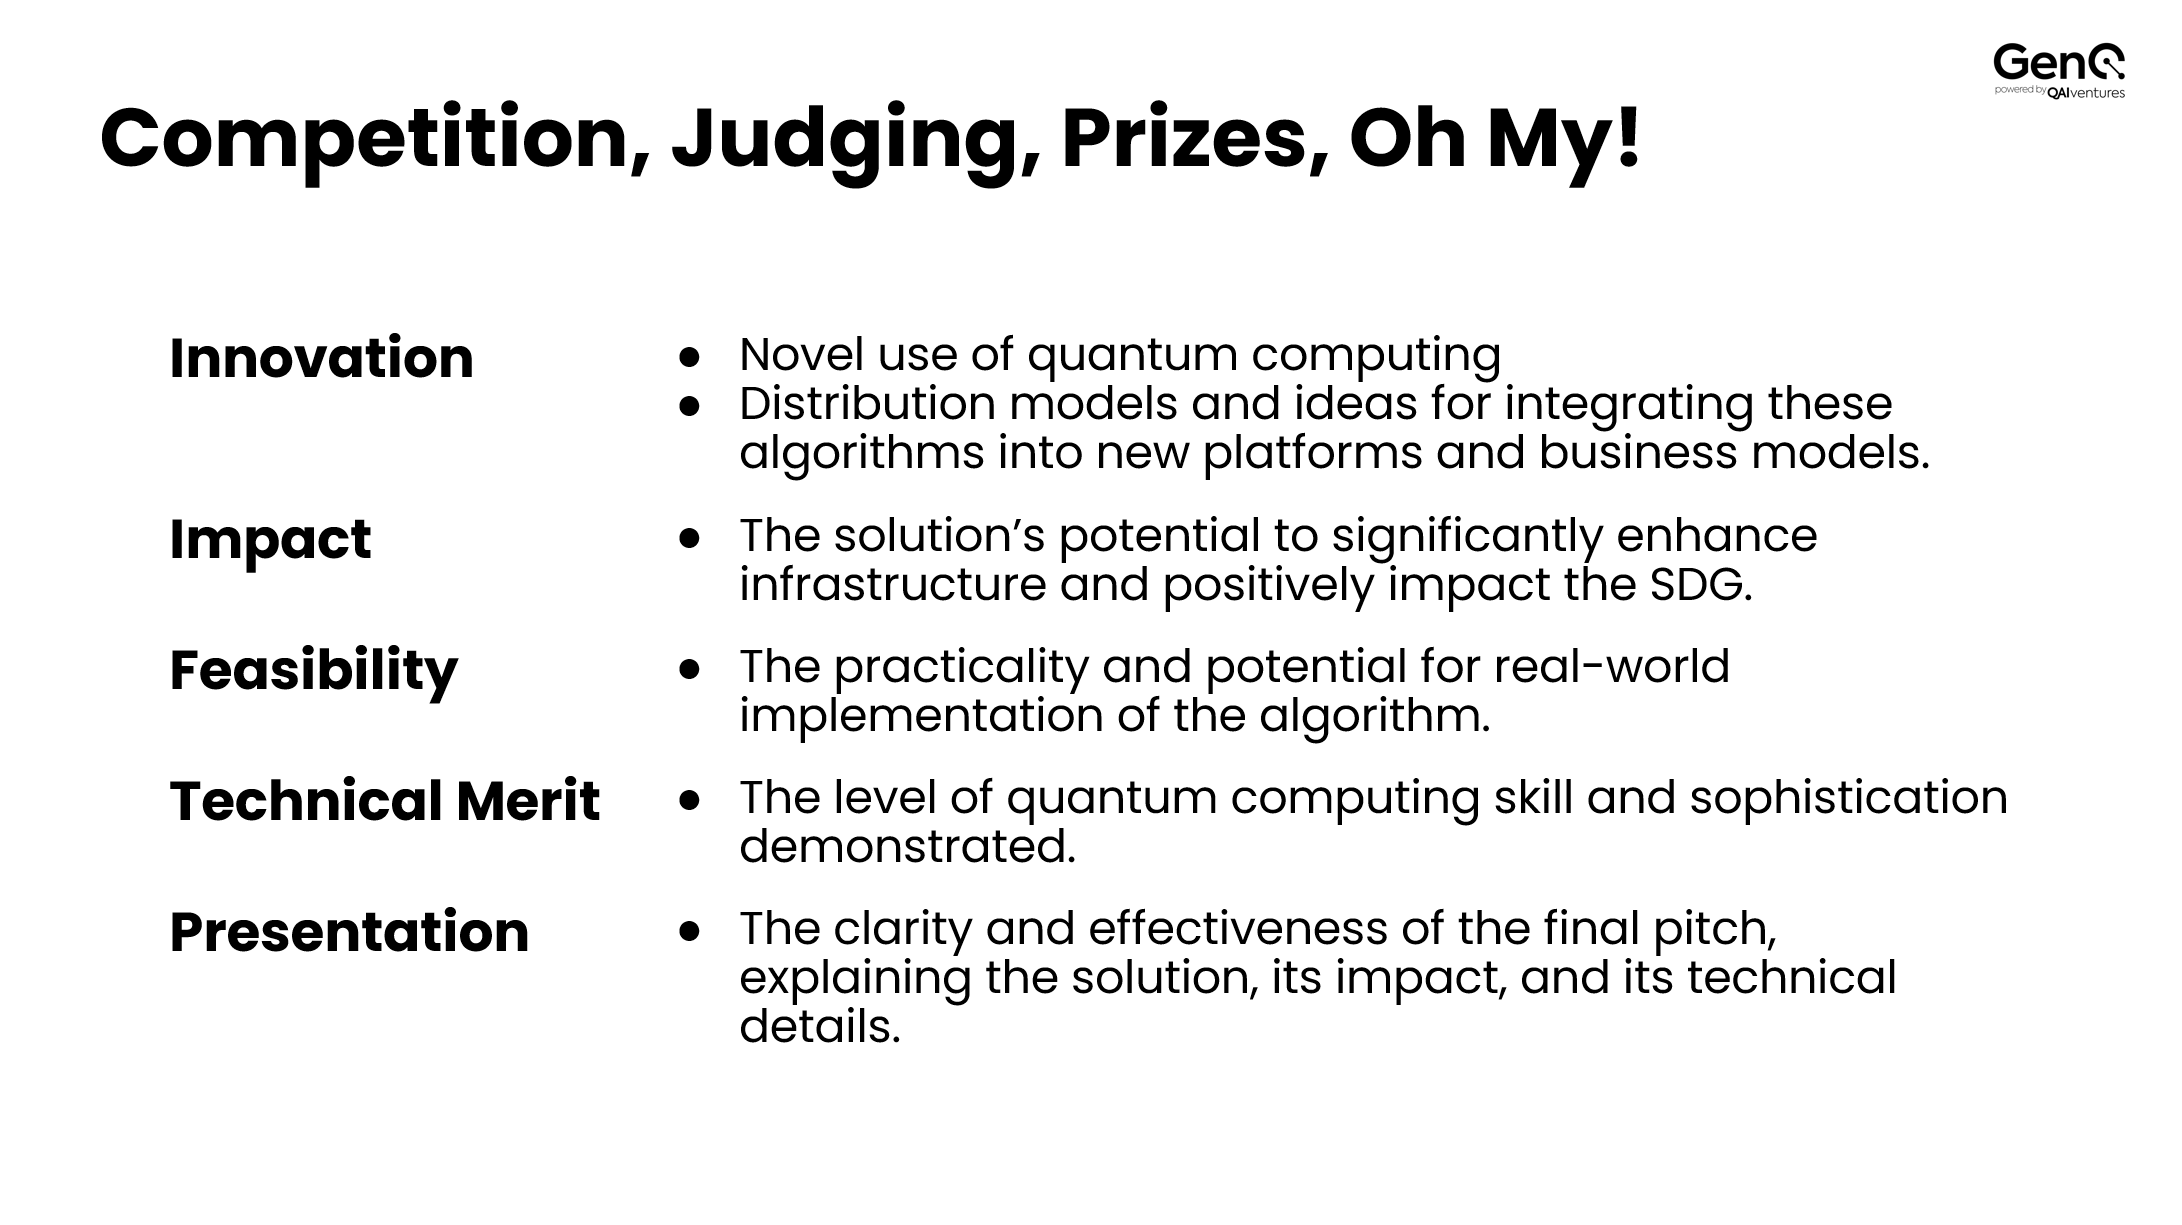 GenQ
powered by QAI ventures
Competition, Judging, Prizes, Oh My!
Innovation
● Novel use of quantum computing
● Distribution models and ideas for integrating these
algorithms into new platforms and business models.
Impact
● The solution’s potential to significantly enhance
infrastructure and positively impact the SDG.
Feasibility
● The practicality and potential for real-world
implementation of the algorithm.
Technical Merit
● The level of quantum computing skill and sophistication
demonstrated.
Presentation
● The clarity and effectiveness of the final pitch,
explaining the solution, its impact, and its technical
details.